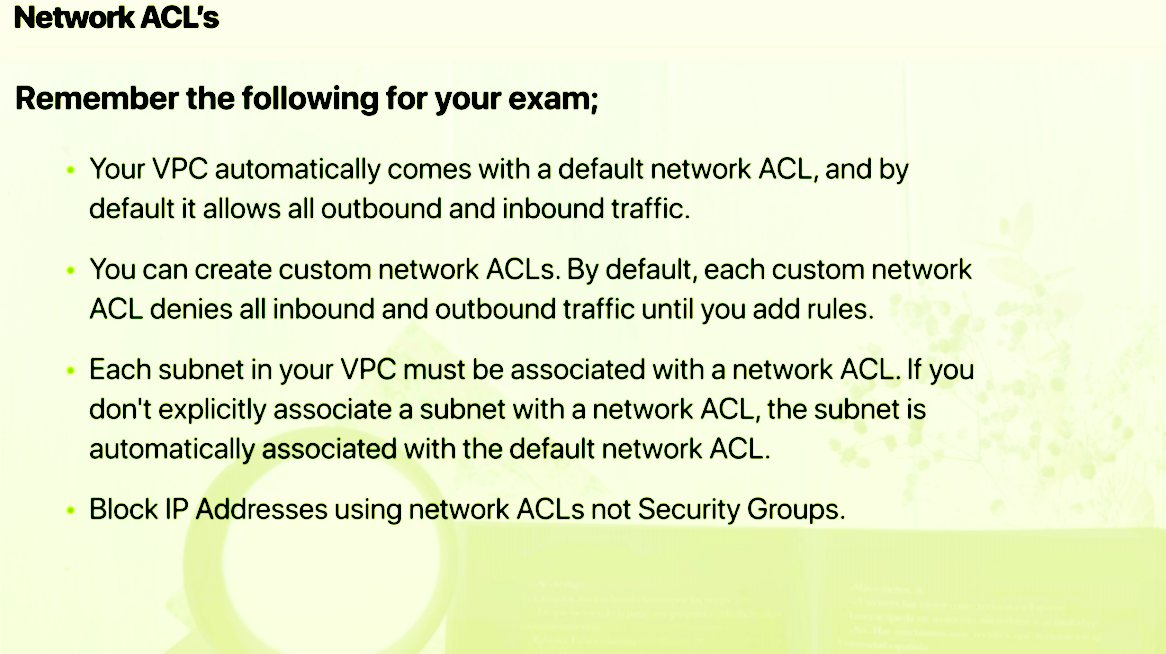 Network ACL's
Remember the following for your exam;
• Your VPC automatically comes with a default network ACL, and by
default it allows all outbound and inbound traffic.
• You can create custom network ACLs. By default, each custom network
ACL denies all inbound and outbound traffic until you add rules.
• Each subnet in your VPC must be associated with a network ACL. If you
don't explicitly associate a subnet with a network ACL, the subnet is
automatically associated with the default network ACL.
• Block IP Addresses using network ACLs not Security Groups.